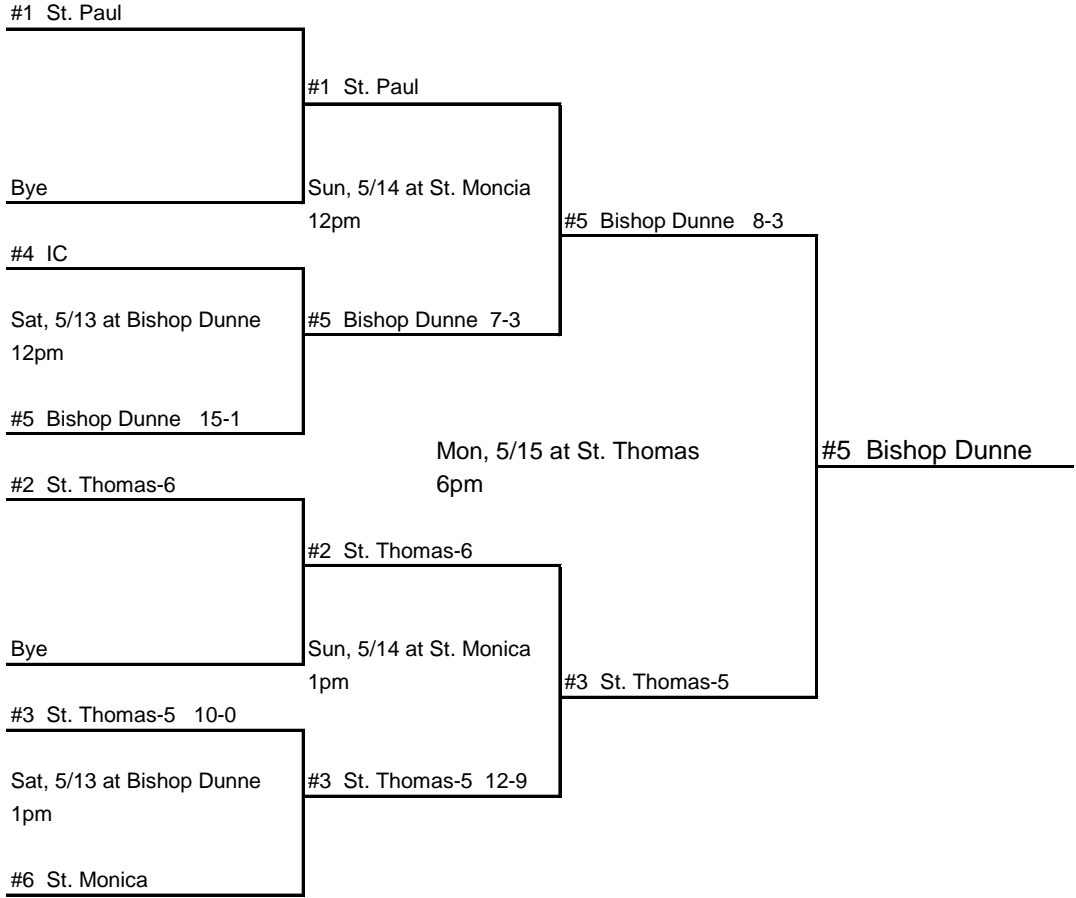 #1 St. Paul
#1 St. Paul
Bye
Sun, 5/14 at St. Moncia
12pm
#5 Bishop Dunne 8-3
#4 IC
Sat, 5/13 at Bishop Dunne
12pm
#5 Bishop Dunne 7-3
#5 Bishop Dunne 15-1
Mon, 5/15 at St. Thomas
6pm
#5 Bishop Dunne
#2 St. Thomas-6
#2 St. Thomas-6
Bye
Sun, 5/14 at St. Monica
1pm
#3 St. Thomas-5
#3 St. Thomas-5 10-0
Sat, 5/13 at Bishop Dunne
1pm
#3 St. Thomas-5 12-9
#6 St. Monica